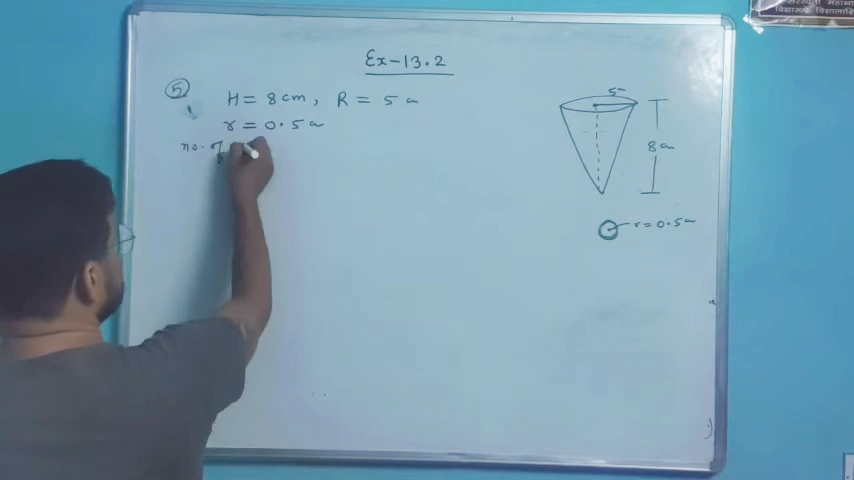 Ex-13.2
5
H = 8 cm, R = 5 cm
r = 0.5 cm
no. of
5 cm
8 cm
r = 0.5 cm